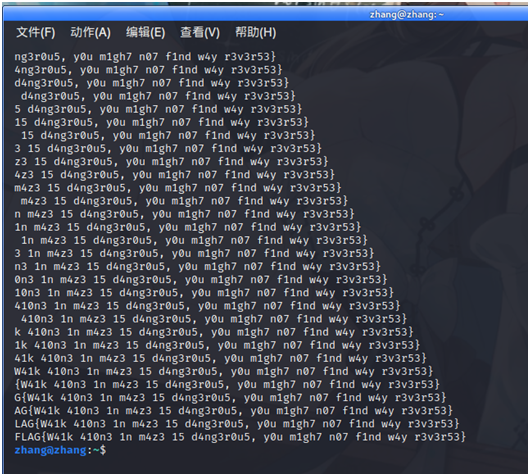 zhang@zhang: ~
文件(F) 动作(A) 编辑(E) 查看(V) 帮助(H)
ng3r0u5, y0u m1gh7 n07 f1nd w4y r3v3r53}
4ng3r0u5, y0u m1gh7 n07 f1nd w4y r3v3r53}
d4ng3r0u5, y0u m1gh7 n07 f1nd w4y r3v3r53}
 d4ng3r0u5, y0u m1gh7 n07 f1nd w4y r3v3r53}
5 d4ng3r0u5, y0u m1gh7 n07 f1nd w4y r3v3r53}
15 d4ng3r0u5, y0u m1gh7 n07 f1nd w4y r3v3r53}
 15 d4ng3r0u5, y0u m1gh7 n07 f1nd w4y r3v3r53}
3 15 d4ng3r0u5, y0u m1gh7 n07 f1nd w4y r3v3r53}
z3 15 d4ng3r0u5, y0u m1gh7 n07 f1nd w4y r3v3r53}
4z3 15 d4ng3r0u5, y0u m1gh7 n07 f1nd w4y r3v3r53}
m4z3 15 d4ng3r0u5, y0u m1gh7 n07 f1nd w4y r3v3r53}
 m4z3 15 d4ng3r0u5, y0u m1gh7 n07 f1nd w4y r3v3r53}
n m4z3 15 d4ng3r0u5, y0u m1gh7 n07 f1nd w4y r3v3r53}
1n m4z3 15 d4ng3r0u5, y0u m1gh7 n07 f1nd w4y r3v3r53}
 1n m4z3 15 d4ng3r0u5, y0u m1gh7 n07 f1nd w4y r3v3r53}
3 1n m4z3 15 d4ng3r0u5, y0u m1gh7 n07 f1nd w4y r3v3r53}
n3 1n m4z3 15 d4ng3r0u5, y0u m1gh7 n07 f1nd w4y r3v3r53}
0n3 1n m4z3 15 d4ng3r0u5, y0u m1gh7 n07 f1nd w4y r3v3r53}
10n3 1n m4z3 15 d4ng3r0u5, y0u m1gh7 n07 f1nd w4y r3v3r53}
410n3 1n m4z3 15 d4ng3r0u5, y0u m1gh7 n07 f1nd w4y r3v3r53}
 410n3 1n m4z3 15 d4ng3r0u5, y0u m1gh7 n07 f1nd w4y r3v3r53}
k 410n3 1n m4z3 15 d4ng3r0u5, y0u m1gh7 n07 f1nd w4y r3v3r53}
1k 410n3 1n m4z3 15 d4ng3r0u5, y0u m1gh7 n07 f1nd w4y r3v3r53}
41k 410n3 1n m4z3 15 d4ng3r0u5, y0u m1gh7 n07 f1nd w4y r3v3r53}
W41k 410n3 1n m4z3 15 d4ng3r0u5, y0u m1gh7 n07 f1nd w4y r3v3r53}
{W41k 410n3 1n m4z3 15 d4ng3r0u5, y0u m1gh7 n07 f1nd w4y r3v3r53}
G{W41k 410n3 1n m4z3 15 d4ng3r0u5, y0u m1gh7 n07 f1nd w4y r3v3r53}
AG{W41k 410n3 1n m4z3 15 d4ng3r0u5, y0u m1gh7 n07 f1nd w4y r3v3r53}
LAG{W41k 410n3 1n m4z3 15 d4ng3r0u5, y0u m1gh7 n07 f1nd w4y r3v3r53}
FLAG{W41k 410n3 1n m4z3 15 d4ng3r0u5, y0u m1gh7 n07 f1nd w4y r3v3r53}
zhang@zhang:~$